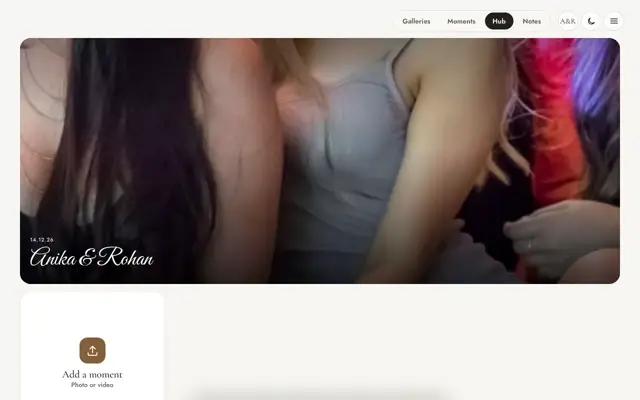 Galleries Moments Hub Notes A&R
14.12.26
Anika & Rohan
Add a moment
Photo or video